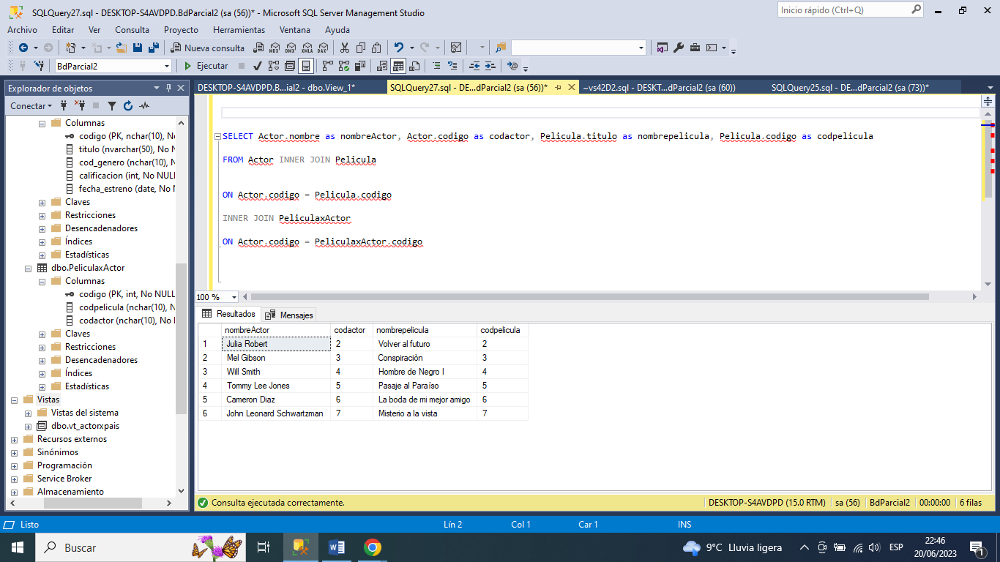 SQLQuery27.sql - DESKTOP-S4AVDPD.BdParcial2 (sa (56))* - Microsoft SQL Server Management Studio
Inicio rápido (Ctrl+Q)
Archivo Editar Ver Consulta Proyecto Herramientas Ventana Ayuda
Nueva consulta MDX DMX XMLA DAX
BdParcial2 Ejecutar
Explorador de objetos
DESKTOP-S4AVDPD.B...ial2 - dbo.View_1* SQLQuery27.sql - DE...dParcial2 (sa (56))* ~vs42D2.sql - DESKT...dParcial2 (sa (60)) SQLQuery25.sql - DE...dParcial2 (sa (73))*
Conectar
Columnas
codigo (PK, nchar(10), No
titulo (nvarchar(50), No N
cod_genero (nchar(10), N
calificacion (int, No NULL
fecha_estreno (date, No N
Claves
Restricciones
Desencadenadores
Índices
Estadísticas
dbo.PeliculaxActor
Columnas
codigo (PK, int, No NULL
codpelicula (nchar(10), N
codactor (nchar(10), No
Claves
Restricciones
Desencadenadores
Índices
Estadísticas
Vistas
Vistas del sistema
dbo.vt_actorxpais
Recursos externos
Sinónimos
Programación
Service Broker
Almacenamiento
SELECT Actor.nombre as nombreActor, Actor.codigo as codactor, Pelicula.titulo as nombrepelicula, Pelicula.codigo as codpelicula
FROM Actor INNER JOIN Pelicula
ON Actor.codigo = Pelicula.codigo
INNER JOIN PeliculaxActor
ON Actor.codigo = PeliculaxActor.codigo
100 %
Resultados Mensajes
nombreActor codactor nombrepelicula codpelicula
1 Julia Robert 2 Volver al futuro 2
2 Mel Gibson 3 Conspiraciòn 3
3 Will Smith 4 Hombre de Negro I 4
4 Tommy Lee Jones 5 Pasaje al Paraíso 5
5 Cameron Diaz 6 La boda de mi mejor amigo 6
6 John Leonard Schwartzman 7 Misterio a la vista 7
Consulta ejecutada correctamente. DESKTOP-S4AVDPD (15.0 RTM) sa (56) BdParcial2 00:00:00 6 filas
Listo Lín 2 Col 1 Car 1 INS
Buscar 9°C Lluvia ligera ESP 22:46
20/06/2023 1